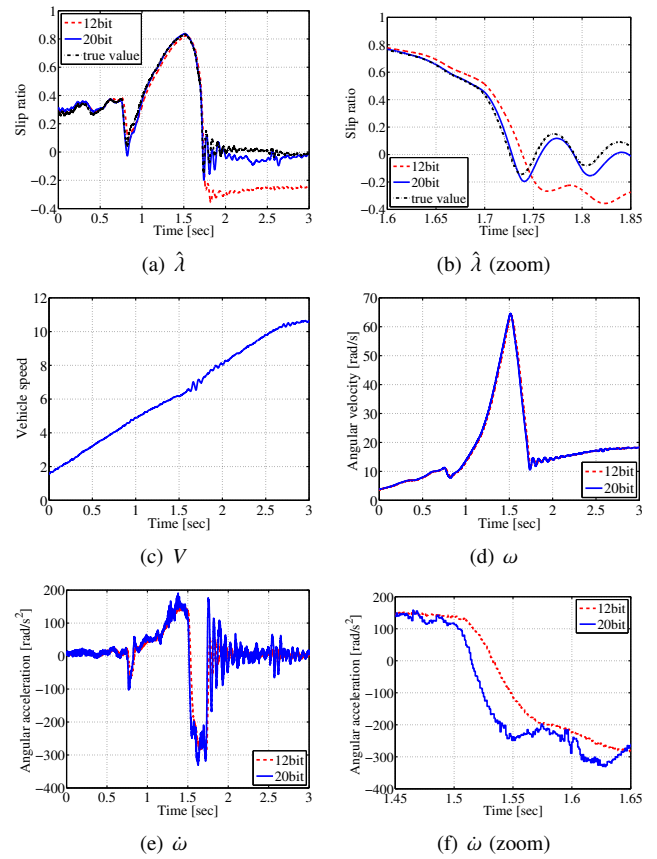 1
0.8
0.6
0.4
0.2
0
−0.2
−0.4
Slip ratio
12bit
20bit
true value
0 0.5 1 1.5 2 2.5 3
Time [sec]
(a) λ̂
1
0.8
0.6
0.4
0.2
0
−0.2
−0.4
Slip ratio
12bit
20bit
true value
1.6 1.65 1.7 1.75 1.8 1.85
Time [sec]
(b) λ̂ (zoom)
12
10
8
6
4
2
0
Vehicle speed
0 0.5 1 1.5 2 2.5 3
Time [sec]
(c) V
70
60
50
40
30
20
10
0
Angular velocity [rad/s]
12bit
20bit
0 0.5 1 1.5 2 2.5 3
Time [sec]
(d) ω
200
100
0
−100
−200
−300
−400
Angular acceleration [rad/s²]
12bit
20bit
0 0.5 1 1.5 2 2.5 3
Time [sec]
(e) ω̇
200
100
0
−100
−200
−300
−400
Angular acceleration [rad/s²]
12bit
20bit
1.45 1.5 1.55 1.6 1.65
Time [sec]
(f) ω̇ (zoom)